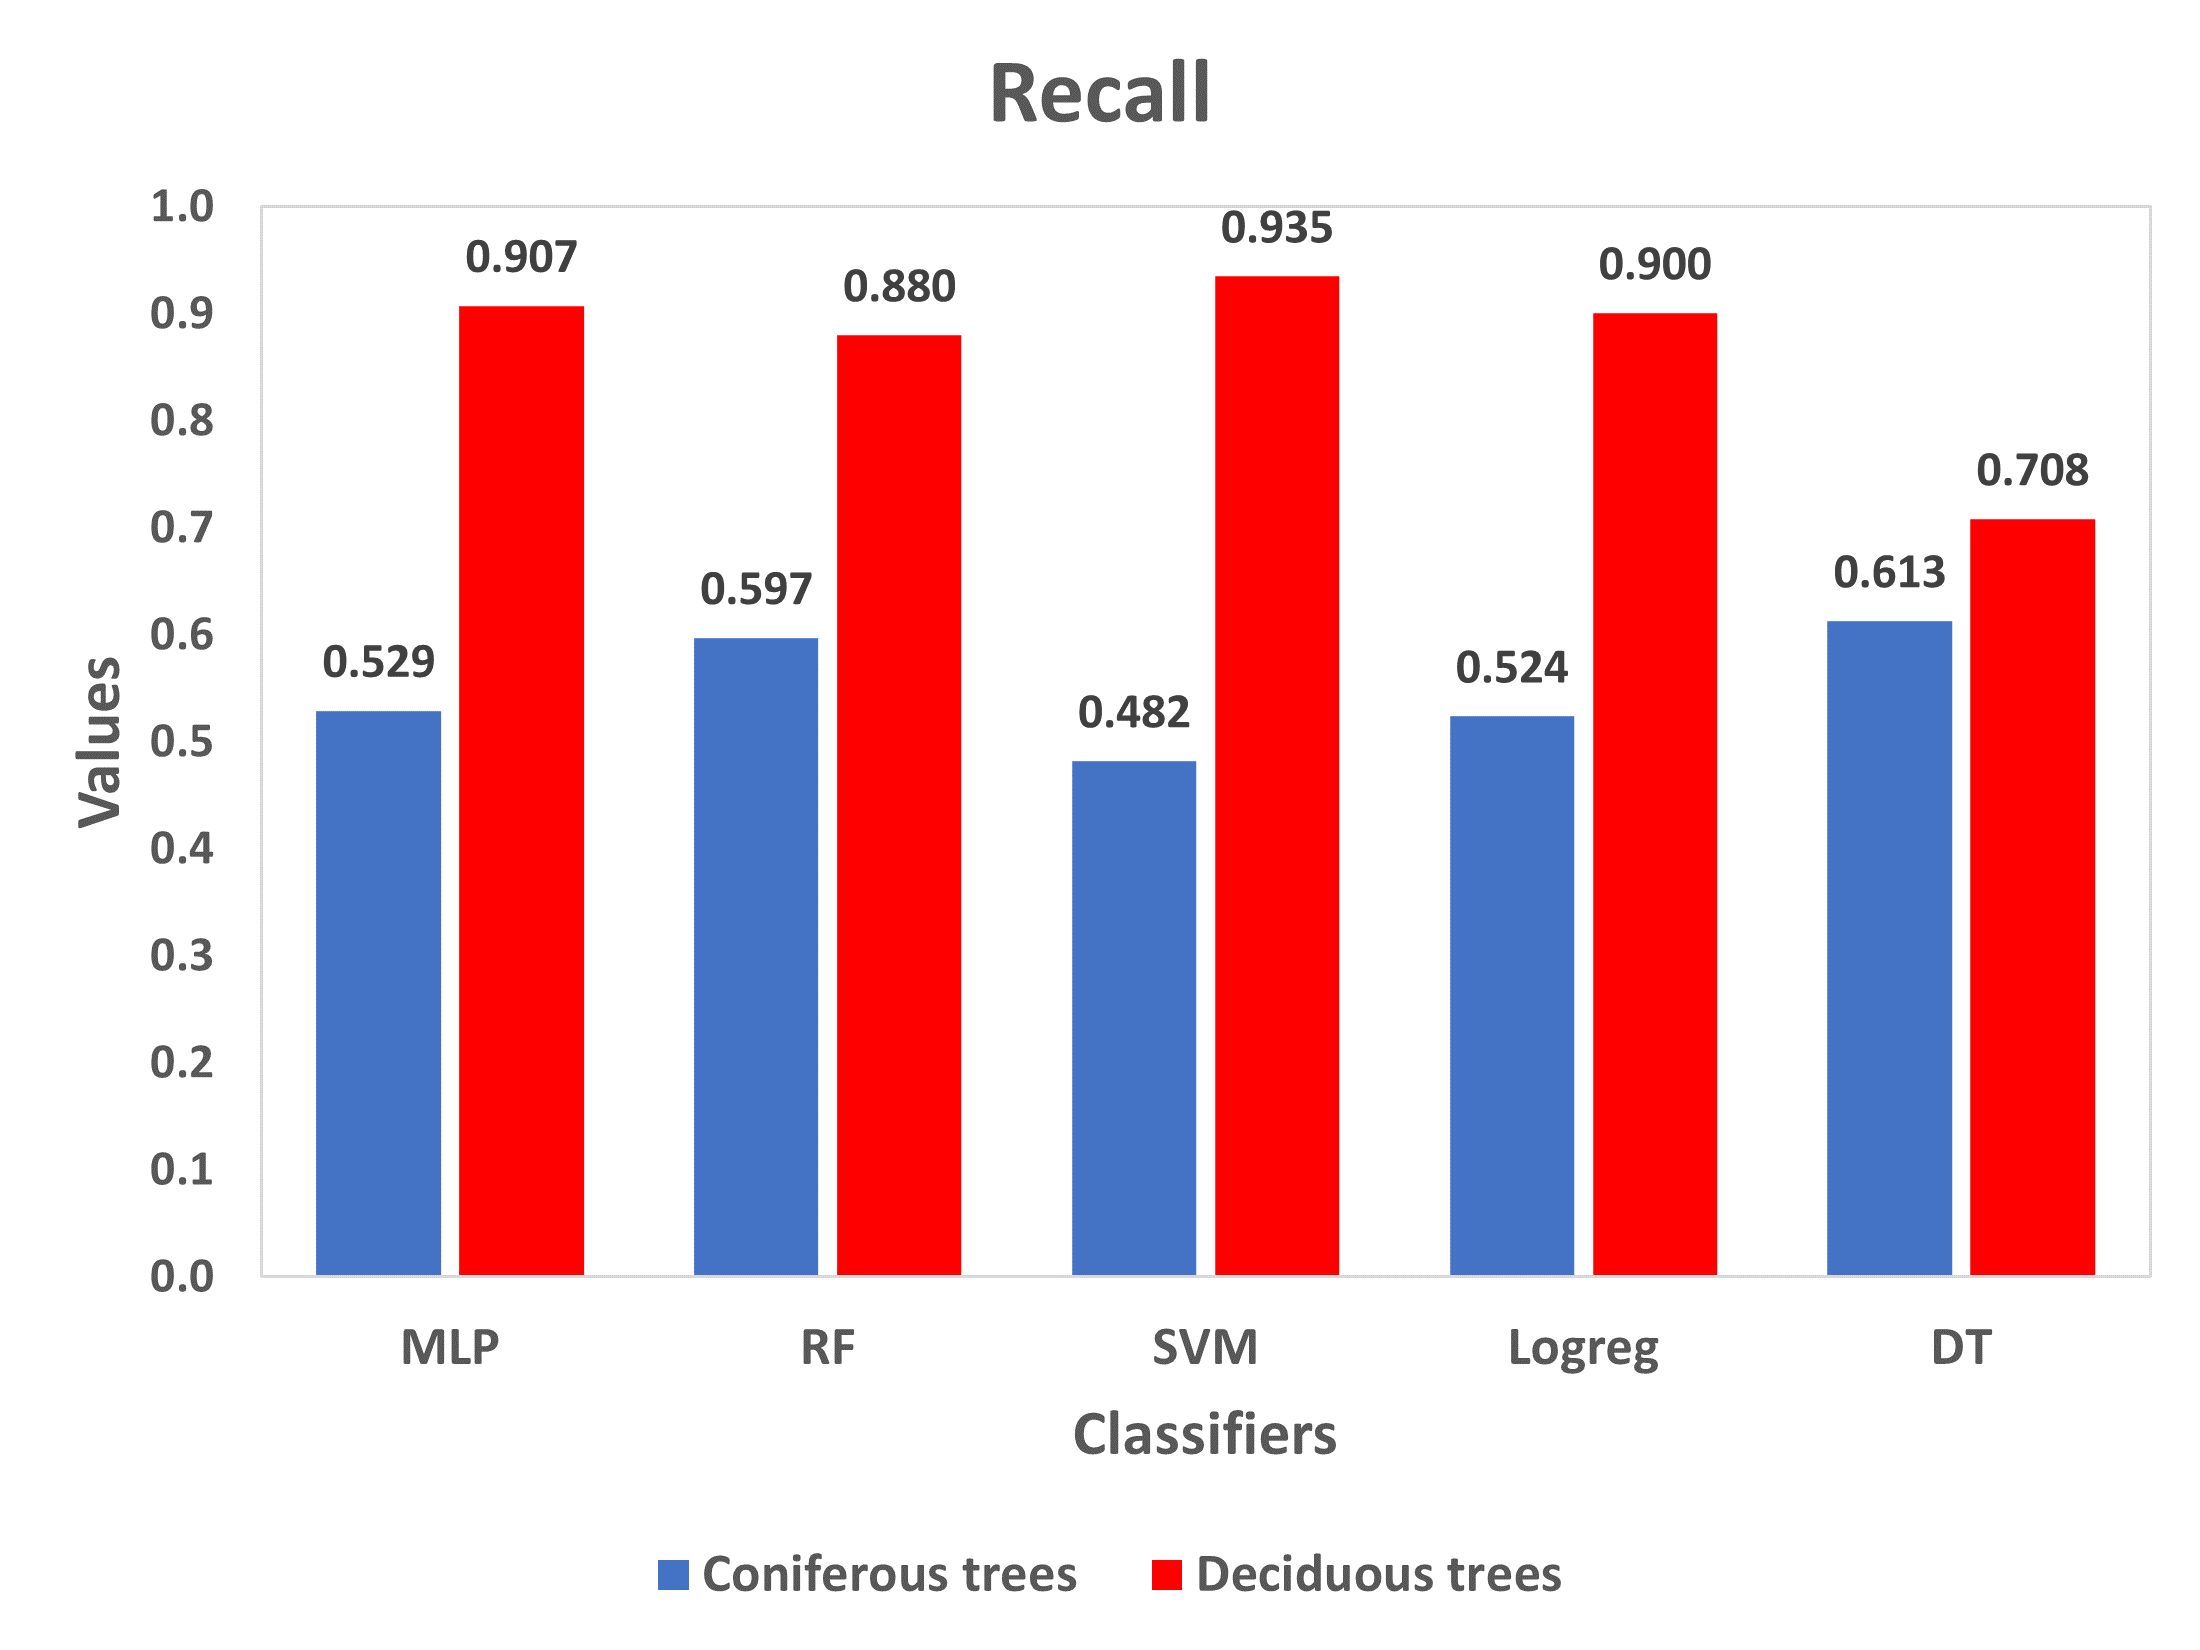 Recall
1.0
0.9
0.8
0.7
0.6
0.5
0.4
0.3
0.2
0.1
0.0
Values
0.529
0.907
0.597
0.880
0.482
0.935
0.524
0.900
0.613
0.708
MLP
RF
SVM
Logreg
DT
Classifiers
Coniferous trees
Deciduous trees